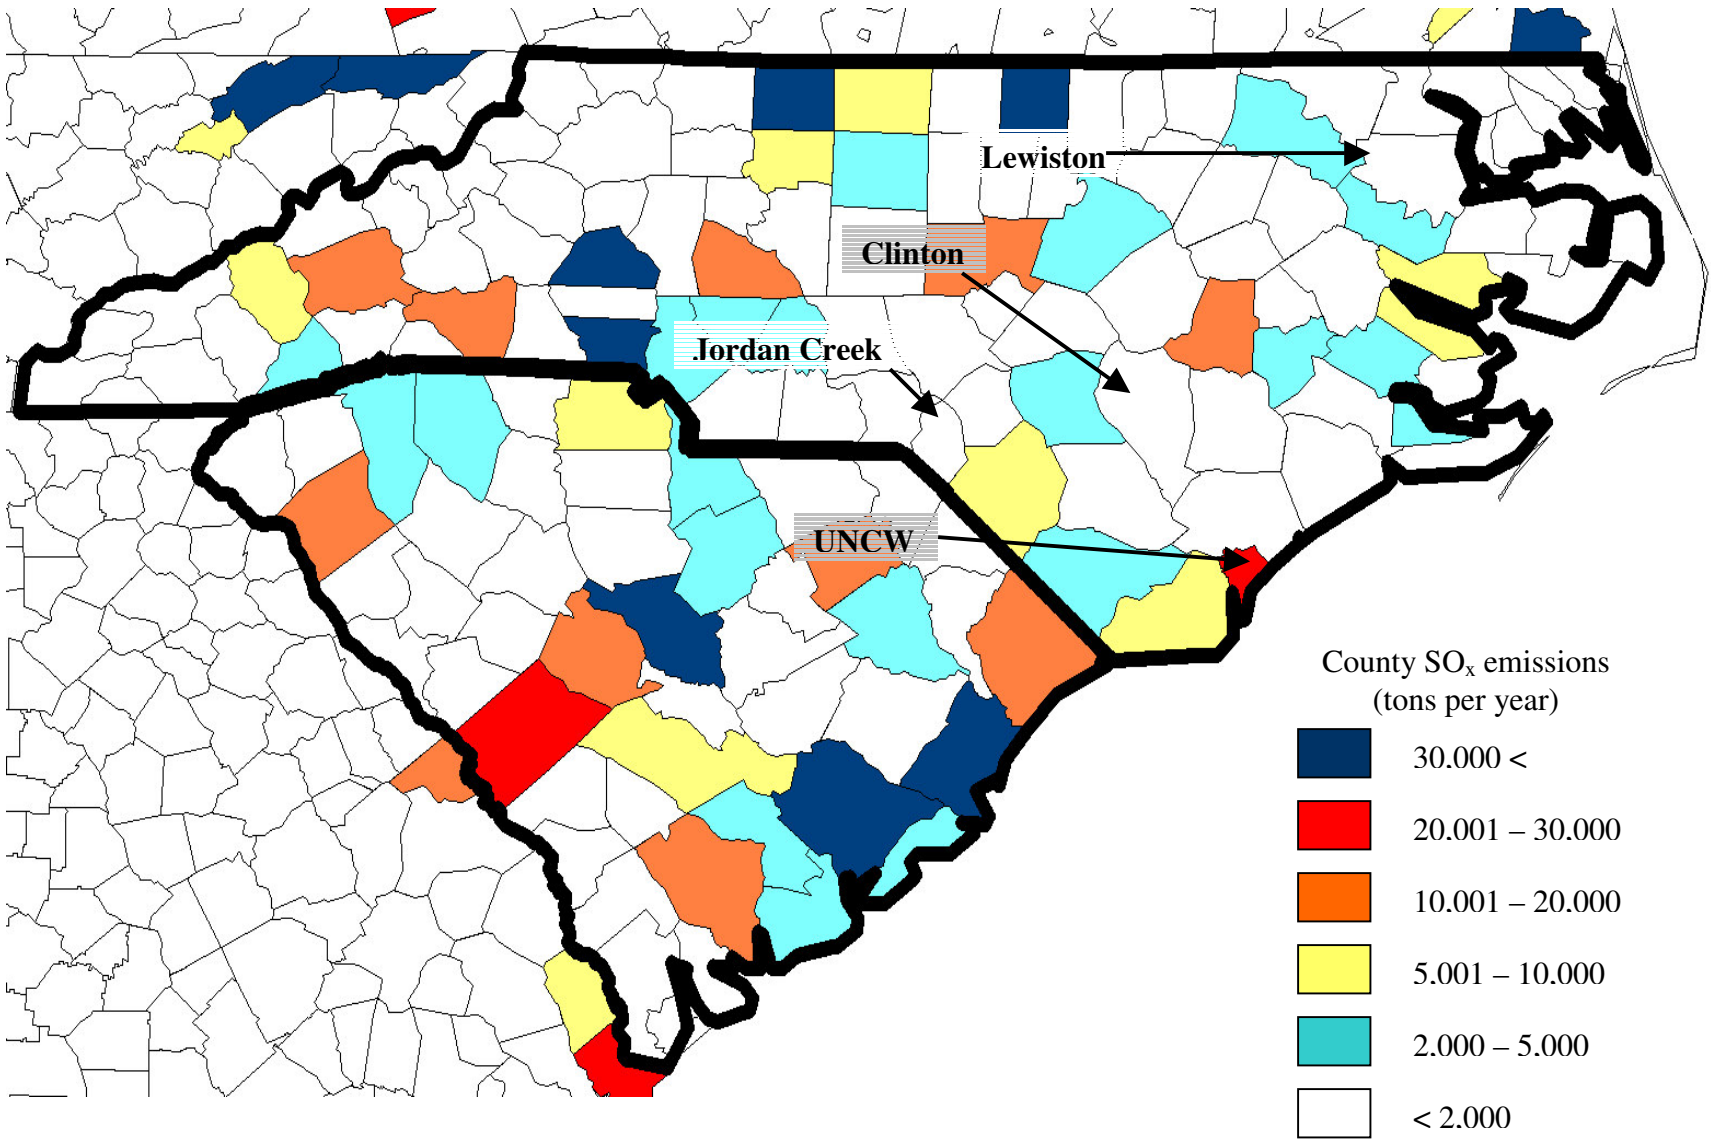 Lewiston
Clinton
Jordan Creek
UNCW
County SOx emissions
(tons per year)
30.000 <
20.001 – 30.000
10.001 – 20.000
5.001 – 10.000
2.000 – 5.000
< 2.000